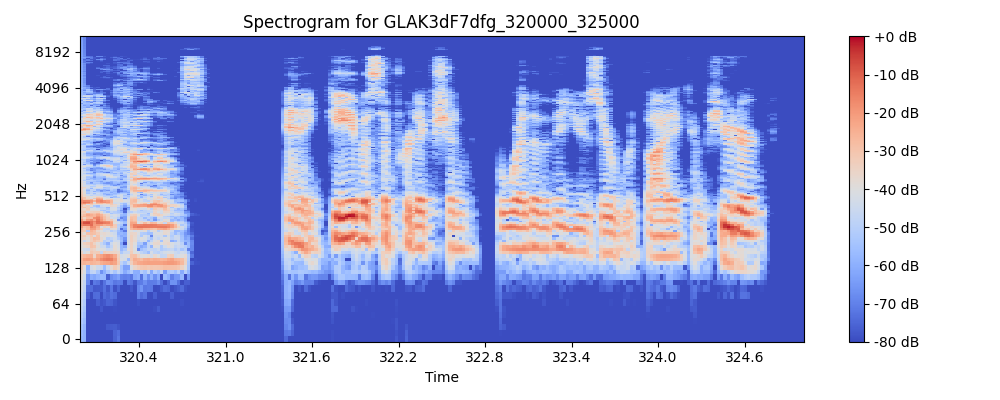 Spectrogram for GLAK3dF7dfg_320000_325000
Hz
8192
4096
2048
1024
512
256
128
64
0
320.4 321.0 321.6 322.2 322.8 323.4 324.0 324.6
Time
+0 dB
-10 dB
-20 dB
-30 dB
-40 dB
-50 dB
-60 dB
-70 dB
-80 dB